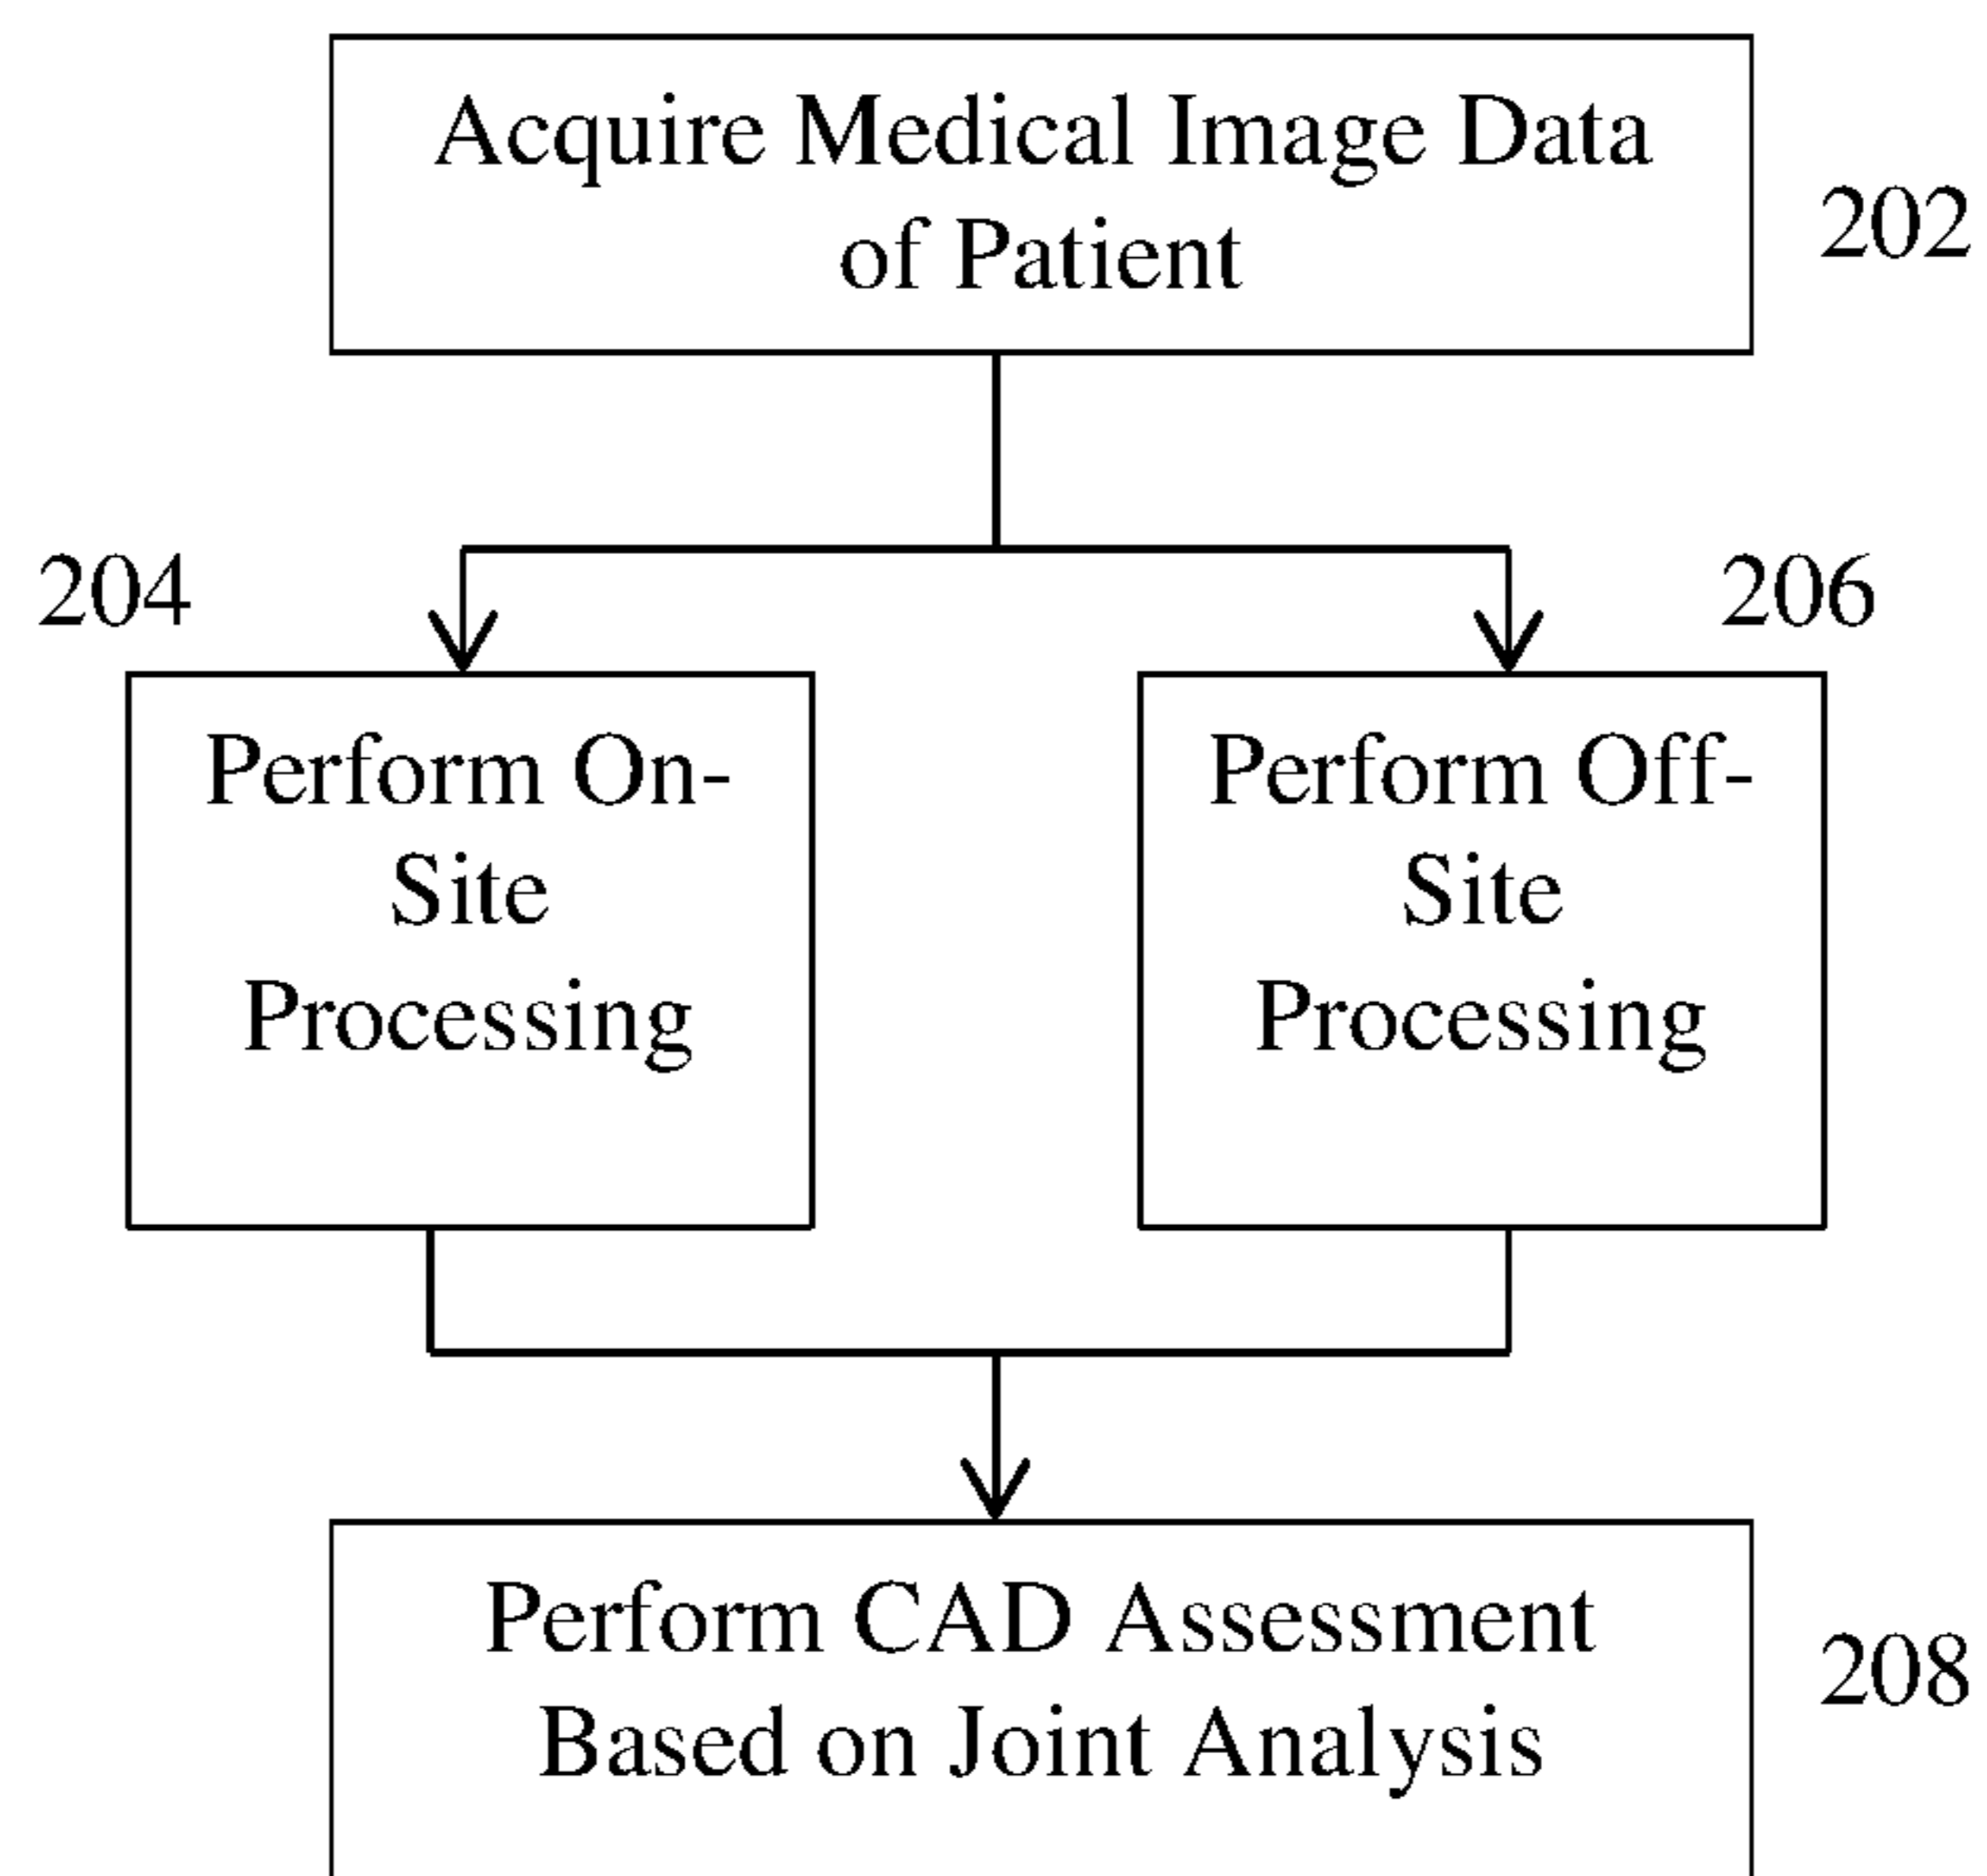 Acquire Medical Image Data
of Patient
202
204
206
Perform On-
Site
Processing
Perform Off-
Site
Processing
Perform CAD Assessment
Based on Joint Analysis
208